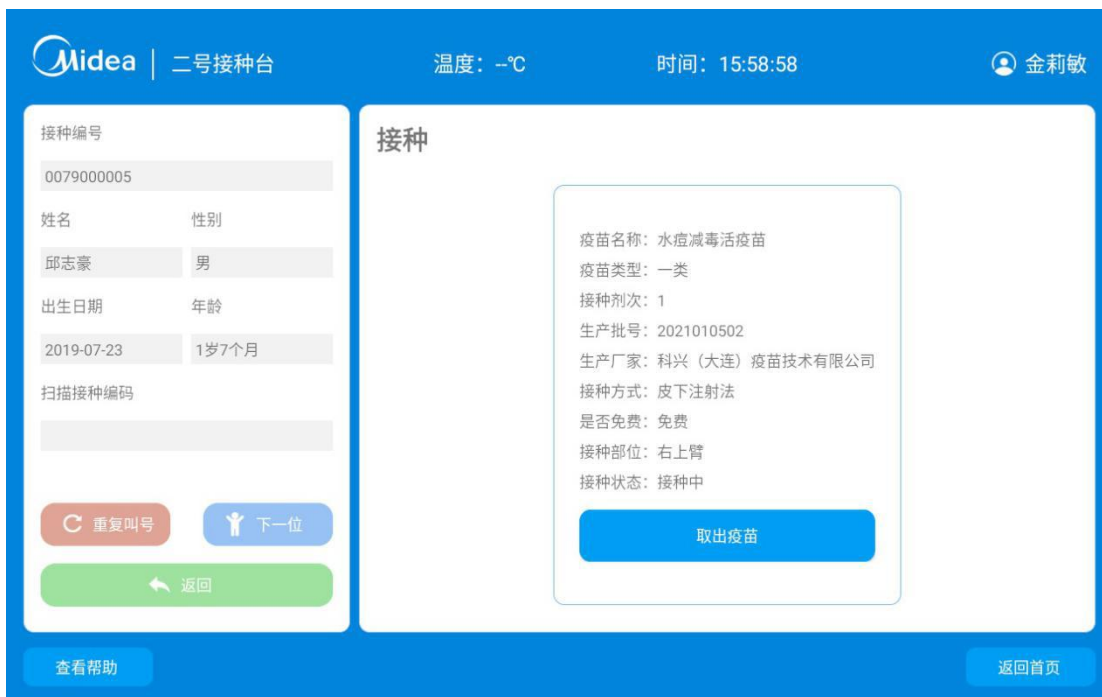 Midea | 二号接种台 温度：--℃ 时间：15:58:58 金莉敏
接种编号
0079000005
姓名 性别
邱志豪 男
出生日期 年龄
2019-07-23 1岁7个月
扫描接种编码
重复叫号 下一位
返回
接种
疫苗名称：水痘减毒活疫苗
疫苗类型：一类
接种剂次：1
生产批号：2021010502
生产厂家：科兴（大连）疫苗技术有限公司
接种方式：皮下注射法
是否免费：免费
接种部位：右上臂
接种状态：接种中
取出疫苗
查看帮助 返回首页